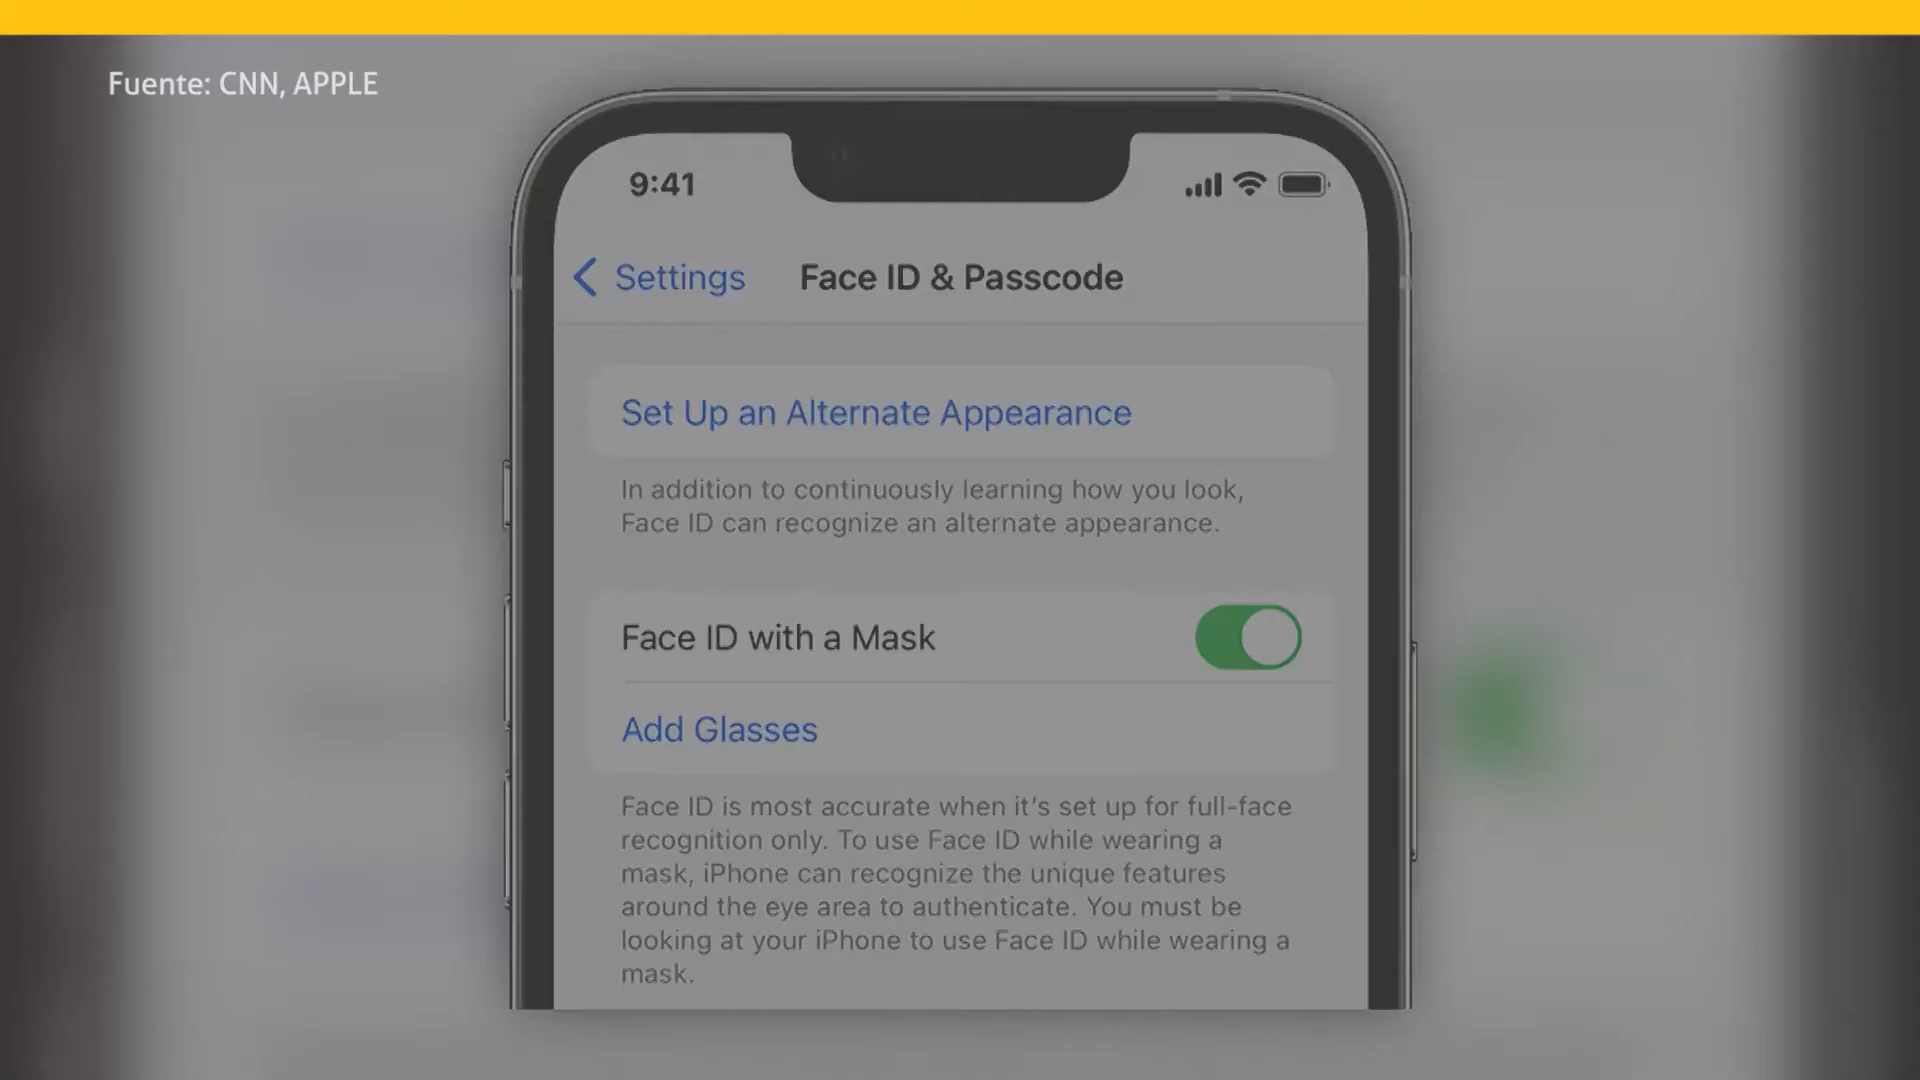 Fuente: CNN, APPLE
9:41
Settings
Face ID & Passcode
Set Up an Alternate Appearance
In addition to continuously learning how you look,
Face ID can recognize an alternate appearance.
Face ID with a Mask
Add Glasses
Face ID is most accurate when it's set up for full-face
recognition only. To use Face ID while wearing a
mask, iPhone can recognize the unique features
around the eye area to authenticate. You must be
looking at your iPhone to use Face ID while wearing a
mask.